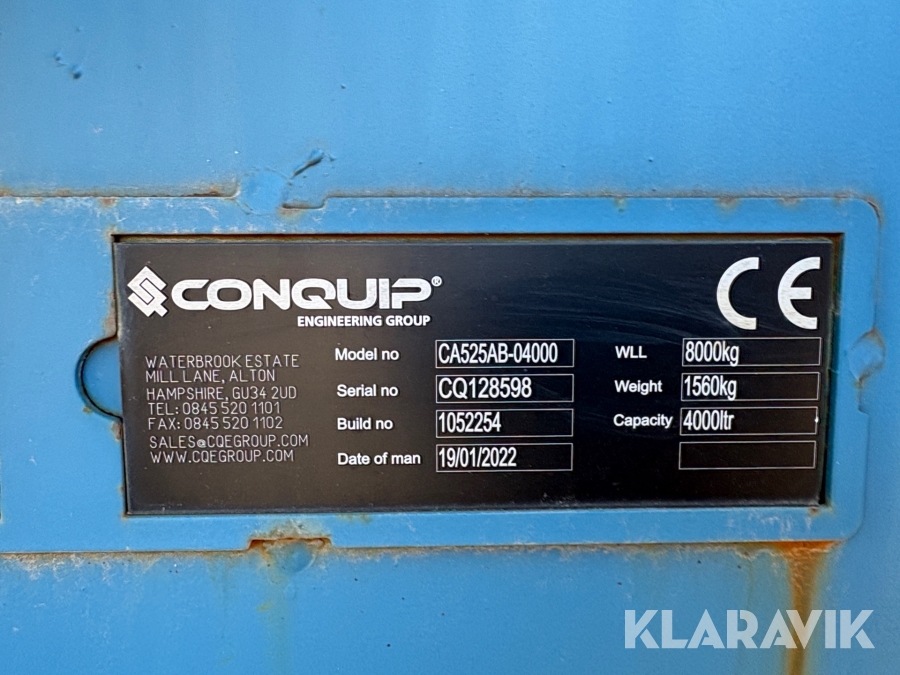 CONQUIP®
ENGINEERING GROUP
CE
WATERBROOK ESTATE
MILL LANE, ALTON
HAMPSHIRE, GU34 2UD
TEL: 0845 520 1101
FAX: 0845 520 1102
SALES@CQEGROUP.COM
WWW.CQEGROUP.COM
Model no CA525AB-04000
Serial no CQ128598
Build no 1052254
Date of man 19/01/2022
WLL 8000kg
Weight 1560kg
Capacity 4000ltr
KLARAVIK